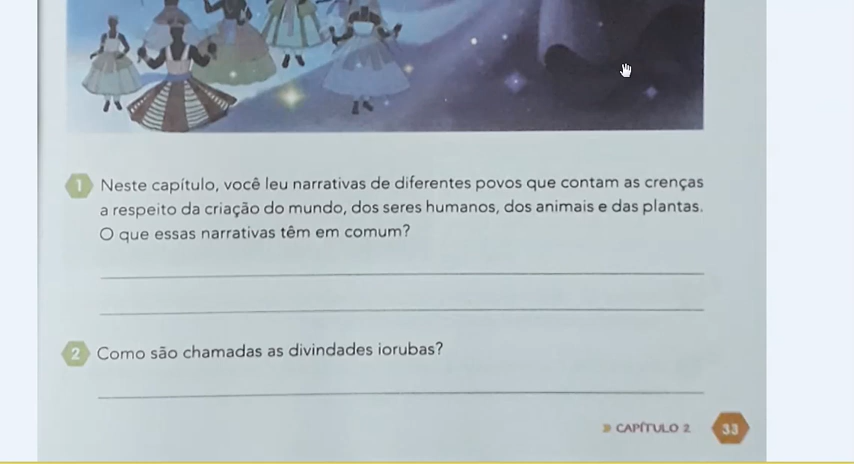 1 Neste capítulo, você leu narrativas de diferentes povos que contam as crenças
a respeito da criação do mundo, dos seres humanos, dos animais e das plantas.
O que essas narrativas têm em comum?
2 Como são chamadas as divindades iorubas?
» CAPÍTULO 2 33